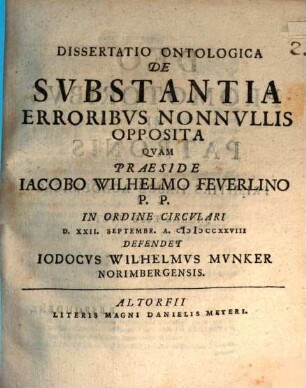 DISSERTATIO ONTOLOGICA
DE
SVBSTANTIA
ERRORIBVS NONNVLLIS
OPPOSITA
QVAM
PRAESIDE
IACOBO WILHELMO FEVERLINO
P. P.
IN ORDINE CIRCVLARI
D. XXII. SEPTEMBR. A. CIƆIƆCCXXVIII
DEFENDET
IODOCVS WILHELMVS MVNKER
NORIMBERGENSIS.
ALTORFII
LITERIS MAGNI DANIELIS MEYERI.